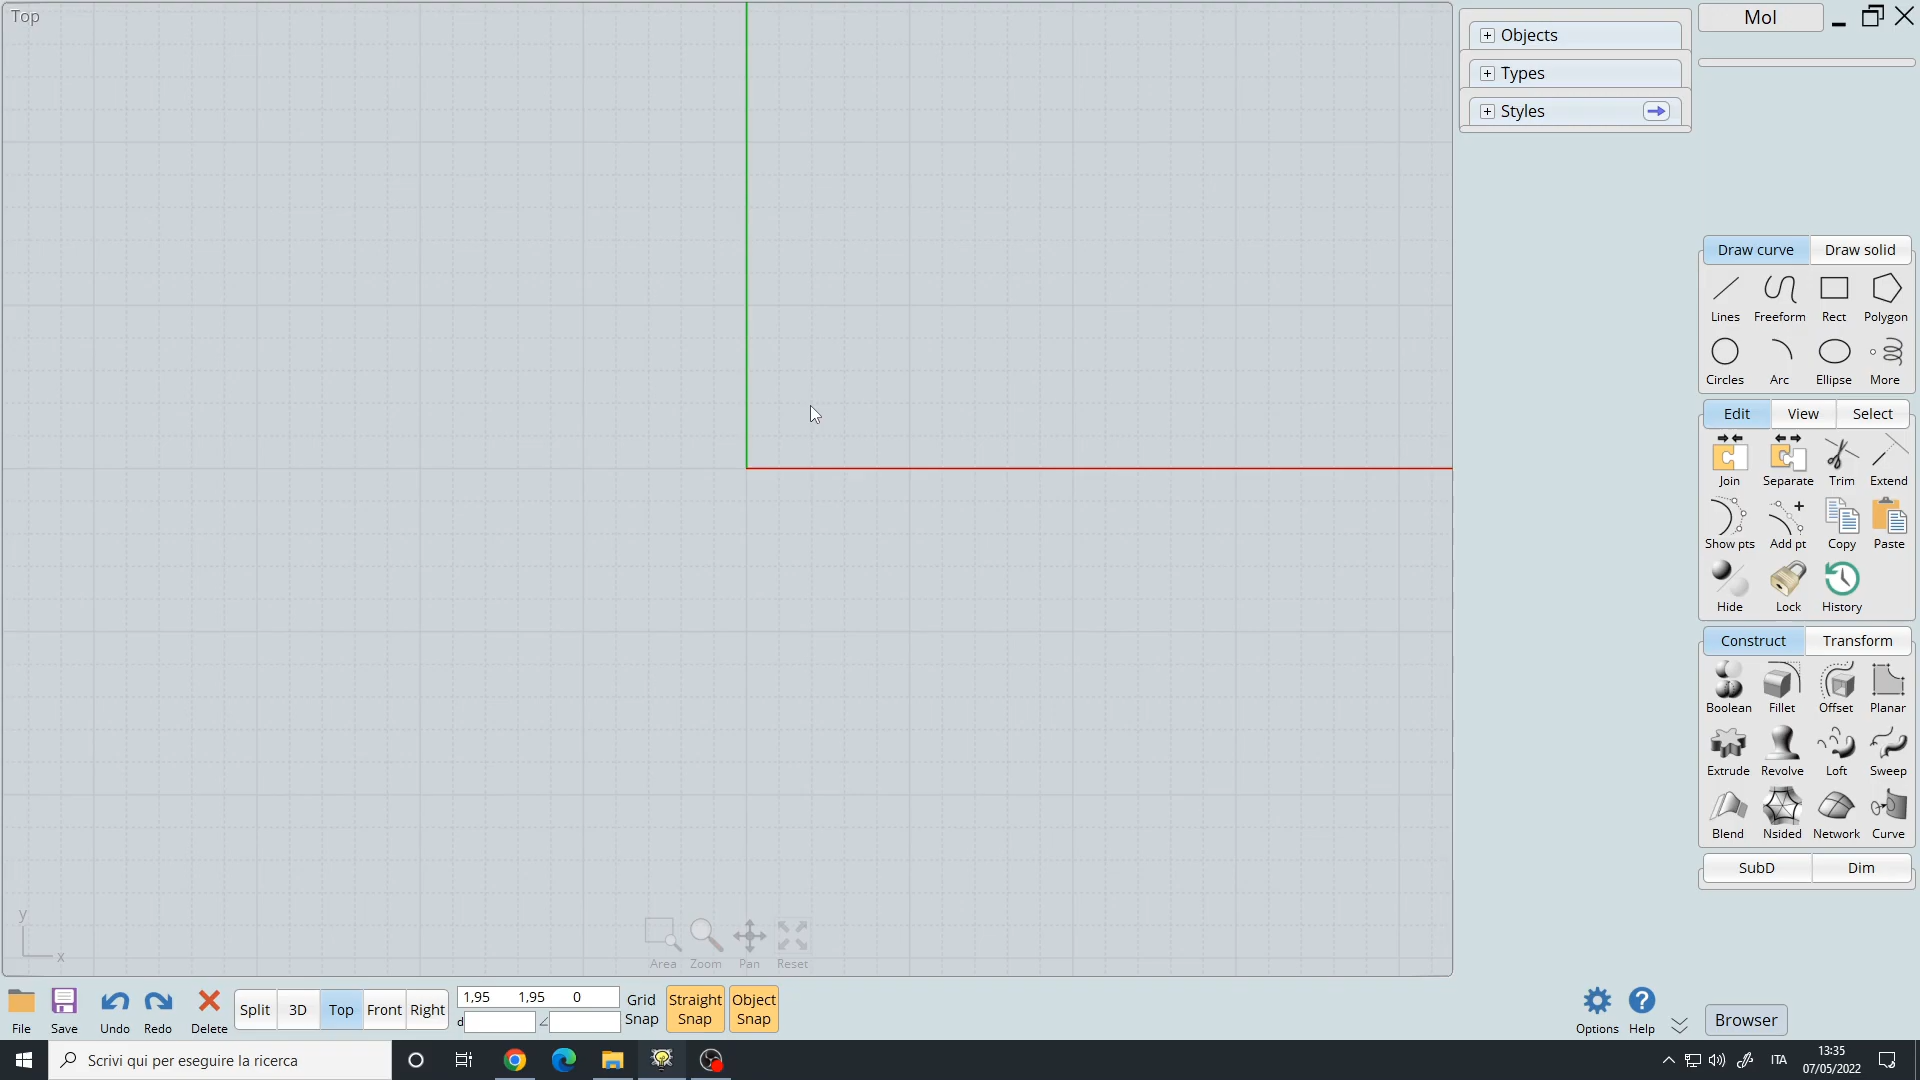 Top
Objects
Types
Styles
MoI
Draw curve Draw solid
Lines Freeform Rect Polygon
Circles Arc Ellipse More
Edit View Select
Join Separate Trim Extend
Show pts Add pt Copy Paste
Hide Lock History
Construct Transform
Boolean Fillet Offset Planar
Extrude Revolve Loft Sweep
Blend Nsided Network Curve
SubD Dim
y
x
Area Zoom Pan Reset
File Save Undo Redo Delete
Split 3D Top Front Right
1,95 1,95 0
d
Grid
Snap
Straight
Snap
Object
Snap
Options Help
Browser
Scrivi qui per eseguire la ricerca
ITA
13:35
07/05/2022